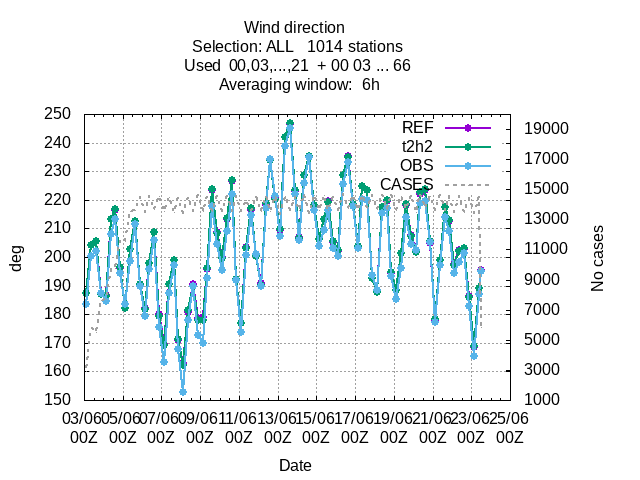 Wind direction
Selection: ALL   1014 stations
Used  00,03,...,21  + 00 03 ... 66
Averaging window:  6h
REF
t2h2
OBS
CASES
250
240
230
220
210
200
190
180
170
160
150
deg
19000
17000
15000
13000
11000
9000
7000
5000
3000
1000
No cases
03/06 05/06 07/06 09/06 11/06 13/06 15/06 17/06 19/06 21/06 23/06 25/06
00Z 00Z 00Z 00Z 00Z 00Z 00Z 00Z 00Z 00Z 00Z 00Z
Date